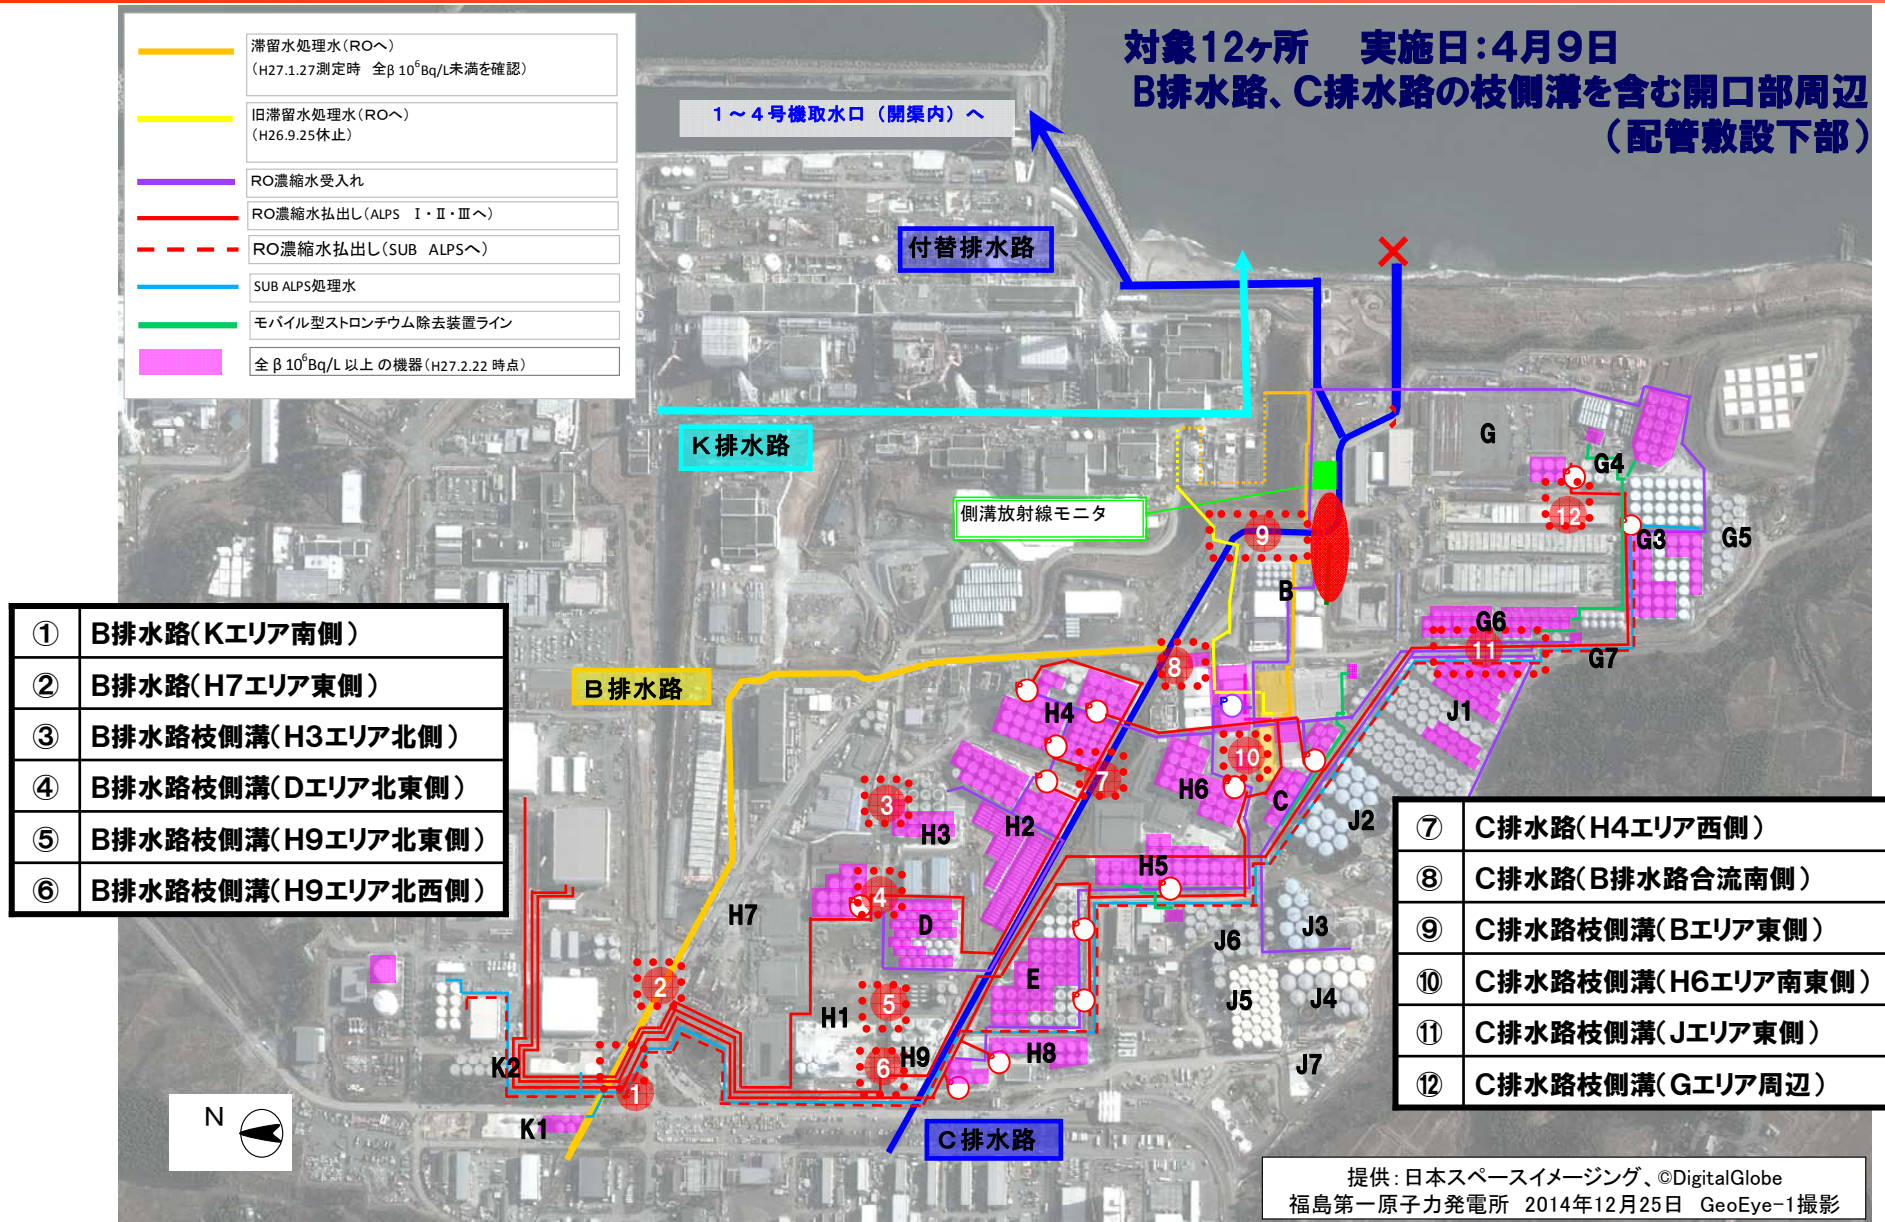 対象12ヶ所　実施日：4月9日
B排水路、C排水路の枝側溝を含む開口部周辺
（配管敷設下部）
滞留水処理水（ROへ）
（H27.1.27測定時　全β 10⁶Bq/L未満を確認）
旧滞留水処理水（ROへ）
（H26.9.25休止）
RO濃縮水受入れ
RO濃縮水払出し（ALPS　Ⅰ・Ⅱ・Ⅲへ）
RO濃縮水払出し（SUB　ALPSへ）
SUB ALPS処理水
モバイル型ストロンチウム除去装置ライン
全β 10⁶Bq/L 以上 の機器（H27.2.22 時点）
1～4号機取水口（開渠内）へ
付替排水路
K排水路
側溝放射線モニタ
B排水路
C排水路
G
G4
G3
G5
G6
G7
B
H4
H3
H2
H6
C
H5
H7
D
E
H1
H9
H8
J1
J2
J3
J6
J5
J4
J7
K2
K1
1
2
3
4
5
6
7
8
9
10
11
12
① B排水路（Kエリア南側）
② B排水路（H7エリア東側）
③ B排水路枝側溝（H3エリア北側）
④ B排水路枝側溝（Dエリア北東側）
⑤ B排水路枝側溝（H9エリア北東側）
⑥ B排水路枝側溝（H9エリア北西側）
⑦ C排水路（H4エリア西側）
⑧ C排水路（B排水路合流南側）
⑨ C排水路枝側溝（Bエリア東側）
⑩ C排水路枝側溝（H6エリア南東側）
⑪ C排水路枝側溝（Jエリア東側）
⑫ C排水路枝側溝（Gエリア周辺）
N
提供：日本スペースイメージング、©DigitalGlobe
福島第一原子力発電所　2014年12月25日　GeoEye-1撮影